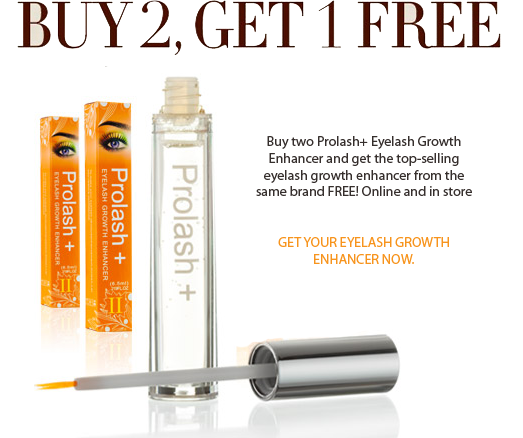 BUY 2, GET 1 FREE
Buy two Prolash+ Eyelash Growth
Enhancer and get the top-selling
eyelash growth enhancer from the
same brand FREE! Online and in store
GET YOUR EYELASH GROWTH
ENHANCER NOW.
Prolash +
EYELASH GROWTH ENHANCER
II
Prolash +
EYELASH GROWTH ENHANCER
II
Prolash +